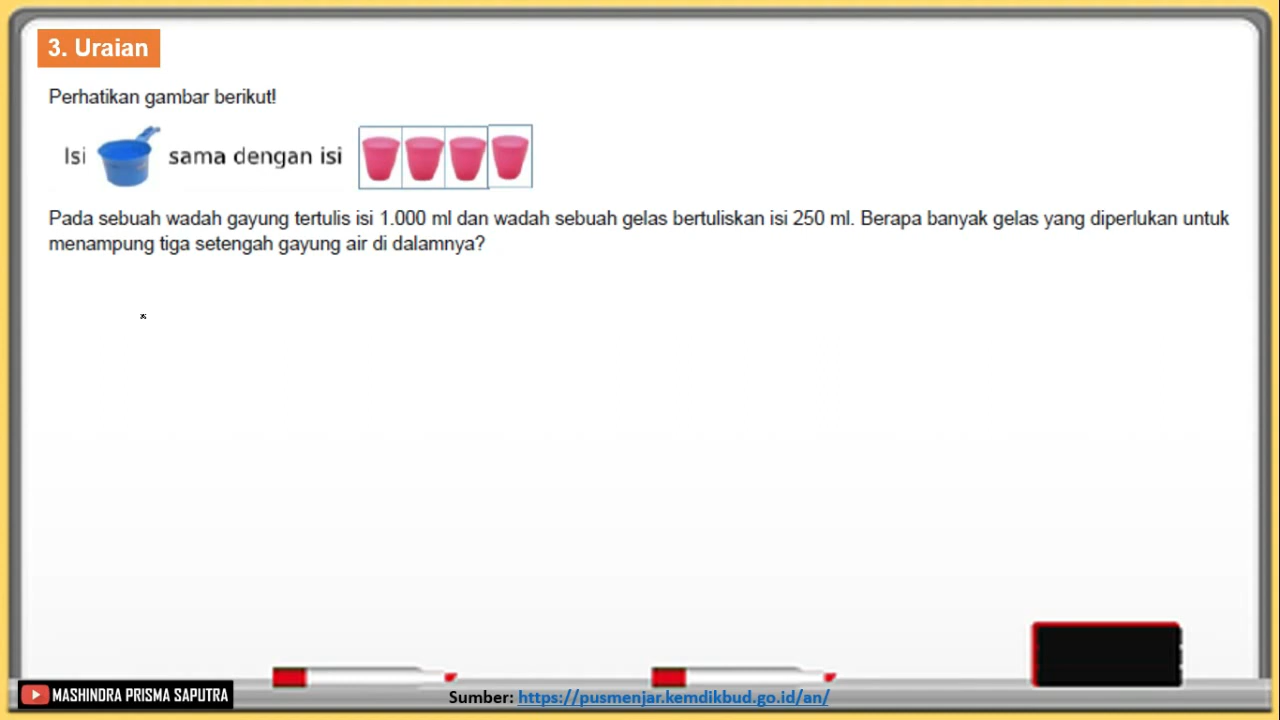 3. Uraian
Perhatikan gambar berikut!
Isi sama dengan isi
Pada sebuah wadah gayung tertulis isi 1.000 ml dan wadah sebuah gelas bertuliskan isi 250 ml. Berapa banyak gelas yang diperlukan untuk
menampung tiga setengah gayung air di dalamnya?
MASHINDRA PRISMA SAPUTRA
Sumber: https://pusmenjar.kemdikbud.go.id/an/